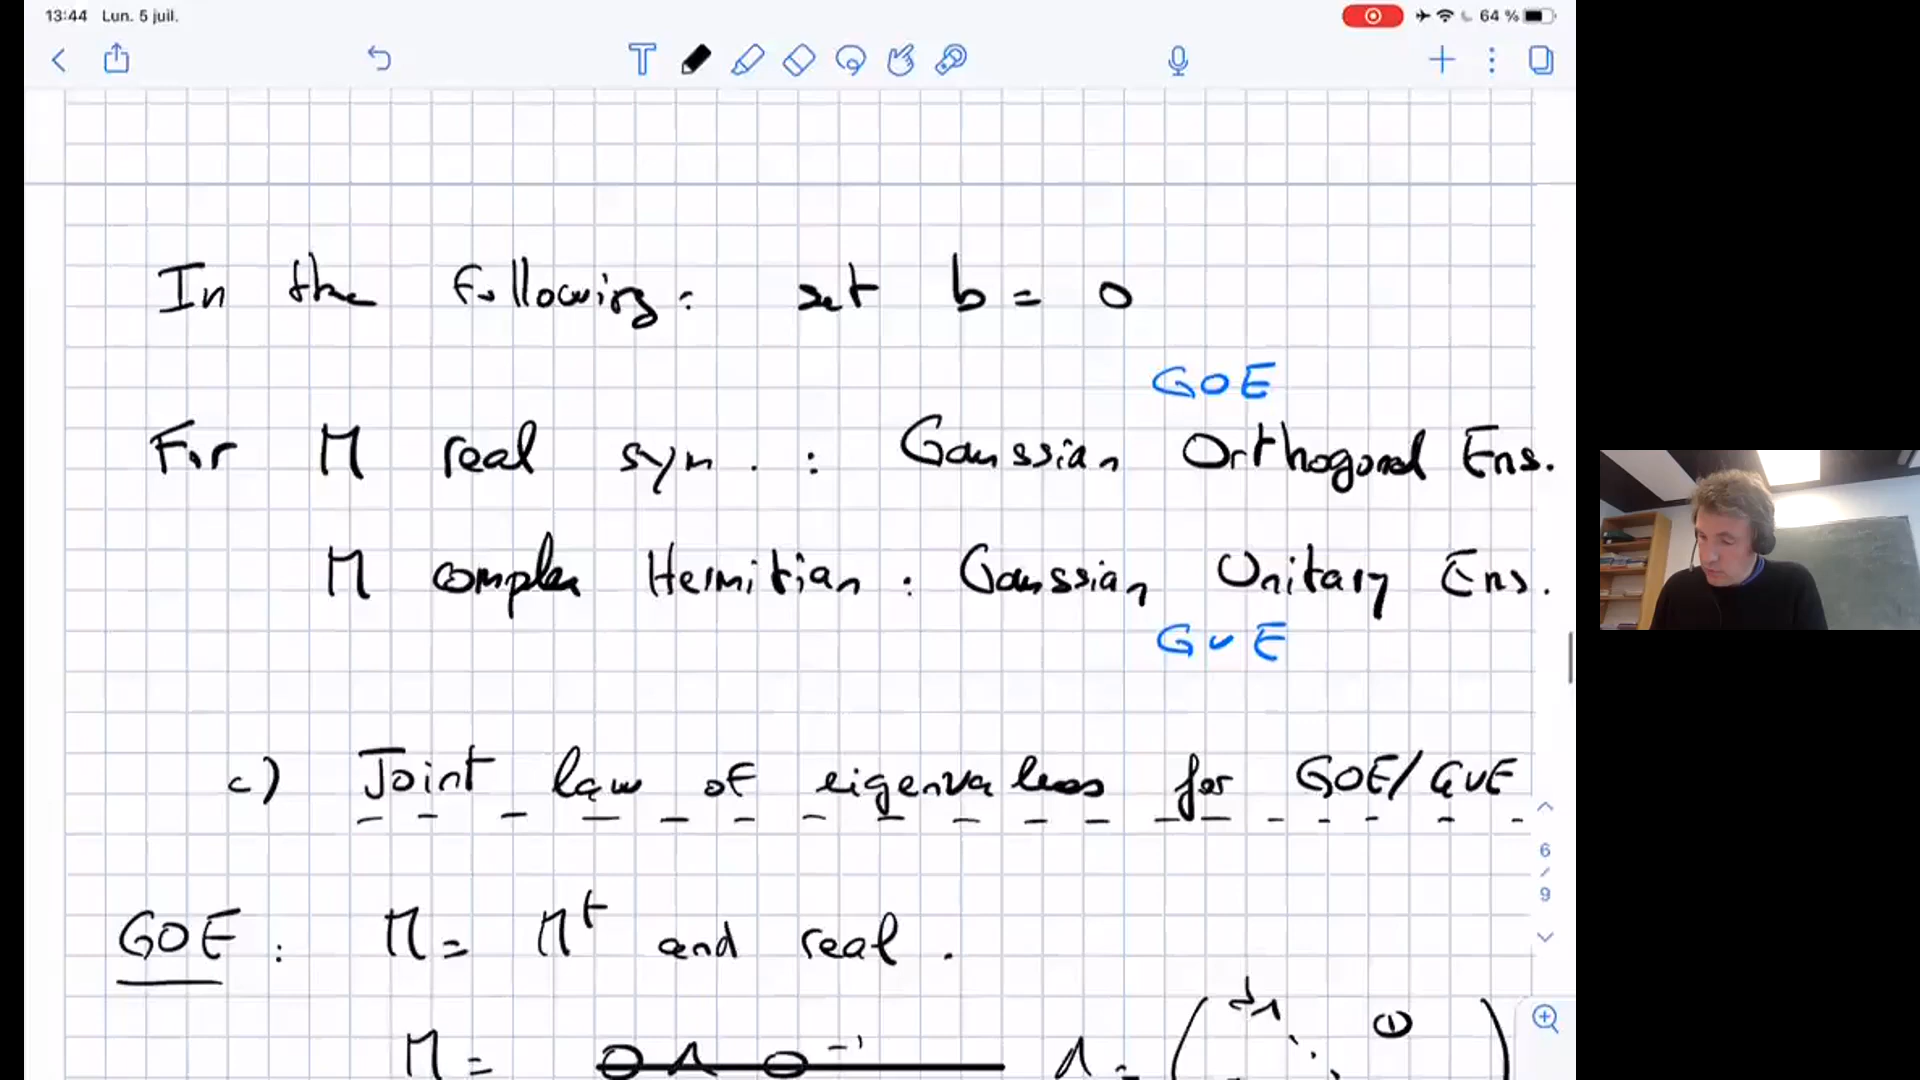 13:44 Lun. 5 juil.
64 %
In the following: set b = 0
GOE
For M real sym. : Gaussian Orthogonal Ens.
M complex Hermitian : Gaussian Unitary Ens.
GUE
c) Joint law of eigenvalues for GOE/GUE
6
/
9
GOE : M = Mᵗ and real.
M = O Λ O⁻¹ Λ = ( λ₁ ⋱ 0 )